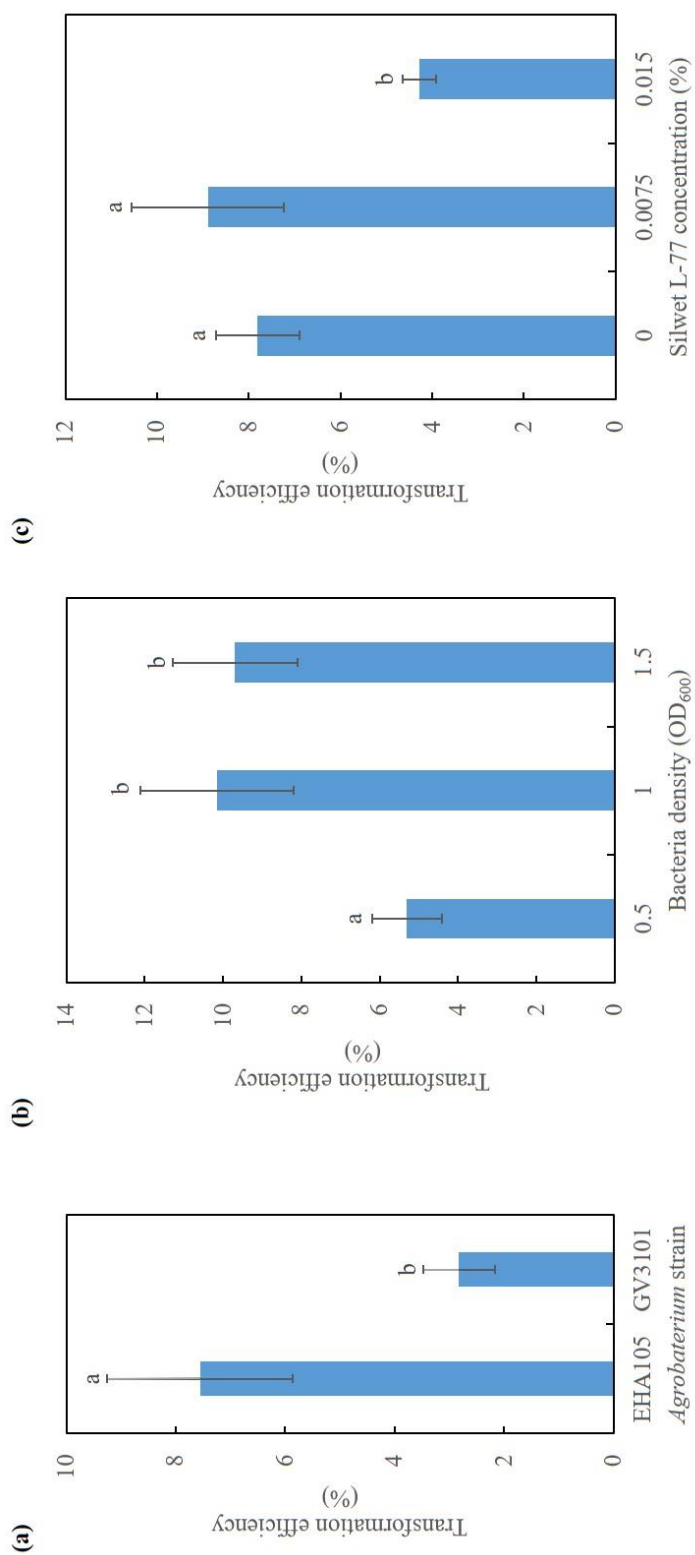 (a)
Transformation efficiency
(%)
10
8
6
4
2
0
a
b
EHA105 GV3101
Agrobaterium strain
(b)
Transformation efficiency
(%)
14
12
10
8
6
4
2
0
a
b
b
0.5 1 1.5
Bacteria density (OD600)
(c)
Transformation efficiency
(%)
12
10
8
6
4
2
0
a
a
b
0 0.0075 0.015
Silwet L-77 concentration (%)